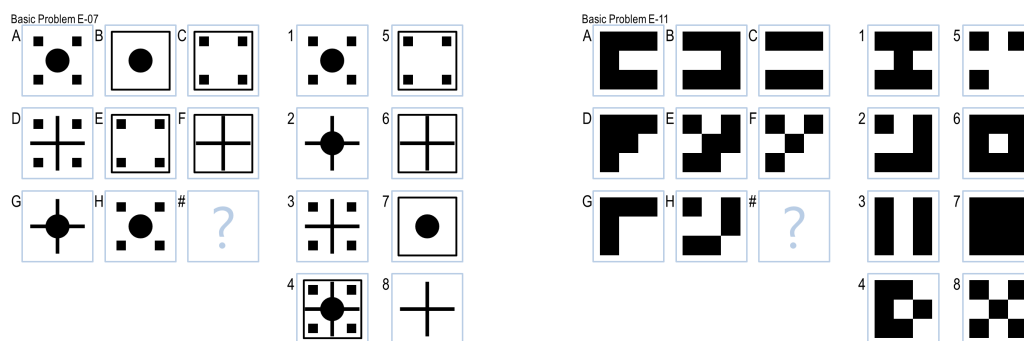 Basic Problem E-07
A B C 1 5
D E F 2 6
G H # ? 3 7
4 8
Basic Problem E-11
A B C 1 5
D E F 2 6
G H # ? 3 7
4 8